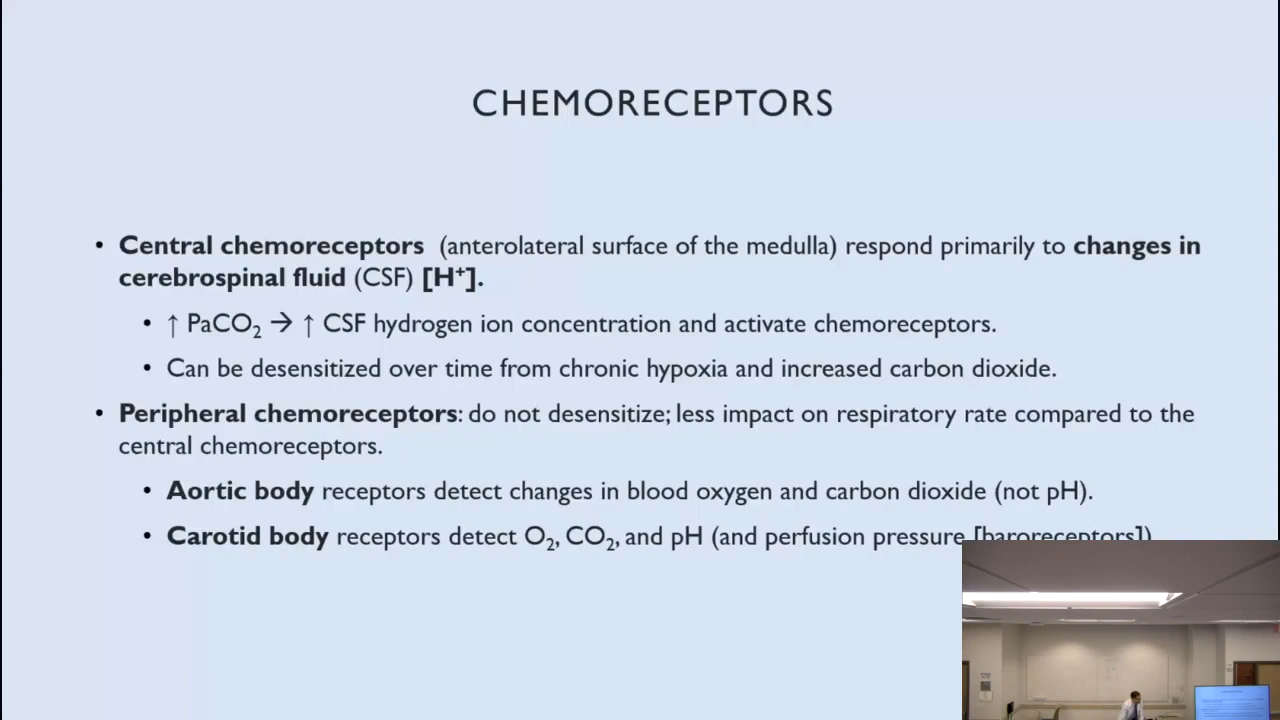 CHEMORECEPTORS
• Central chemoreceptors (anterolateral surface of the medulla) respond primarily to changes in
cerebrospinal fluid (CSF) [H⁺].
• ↑ PaCO₂ → ↑ CSF hydrogen ion concentration and activate chemoreceptors.
• Can be desensitized over time from chronic hypoxia and increased carbon dioxide.
• Peripheral chemoreceptors: do not desensitize; less impact on respiratory rate compared to the
central chemoreceptors.
• Aortic body receptors detect changes in blood oxygen and carbon dioxide (not pH).
• Carotid body receptors detect O₂, CO₂, and pH (and perfusion pressure [baroreceptors])